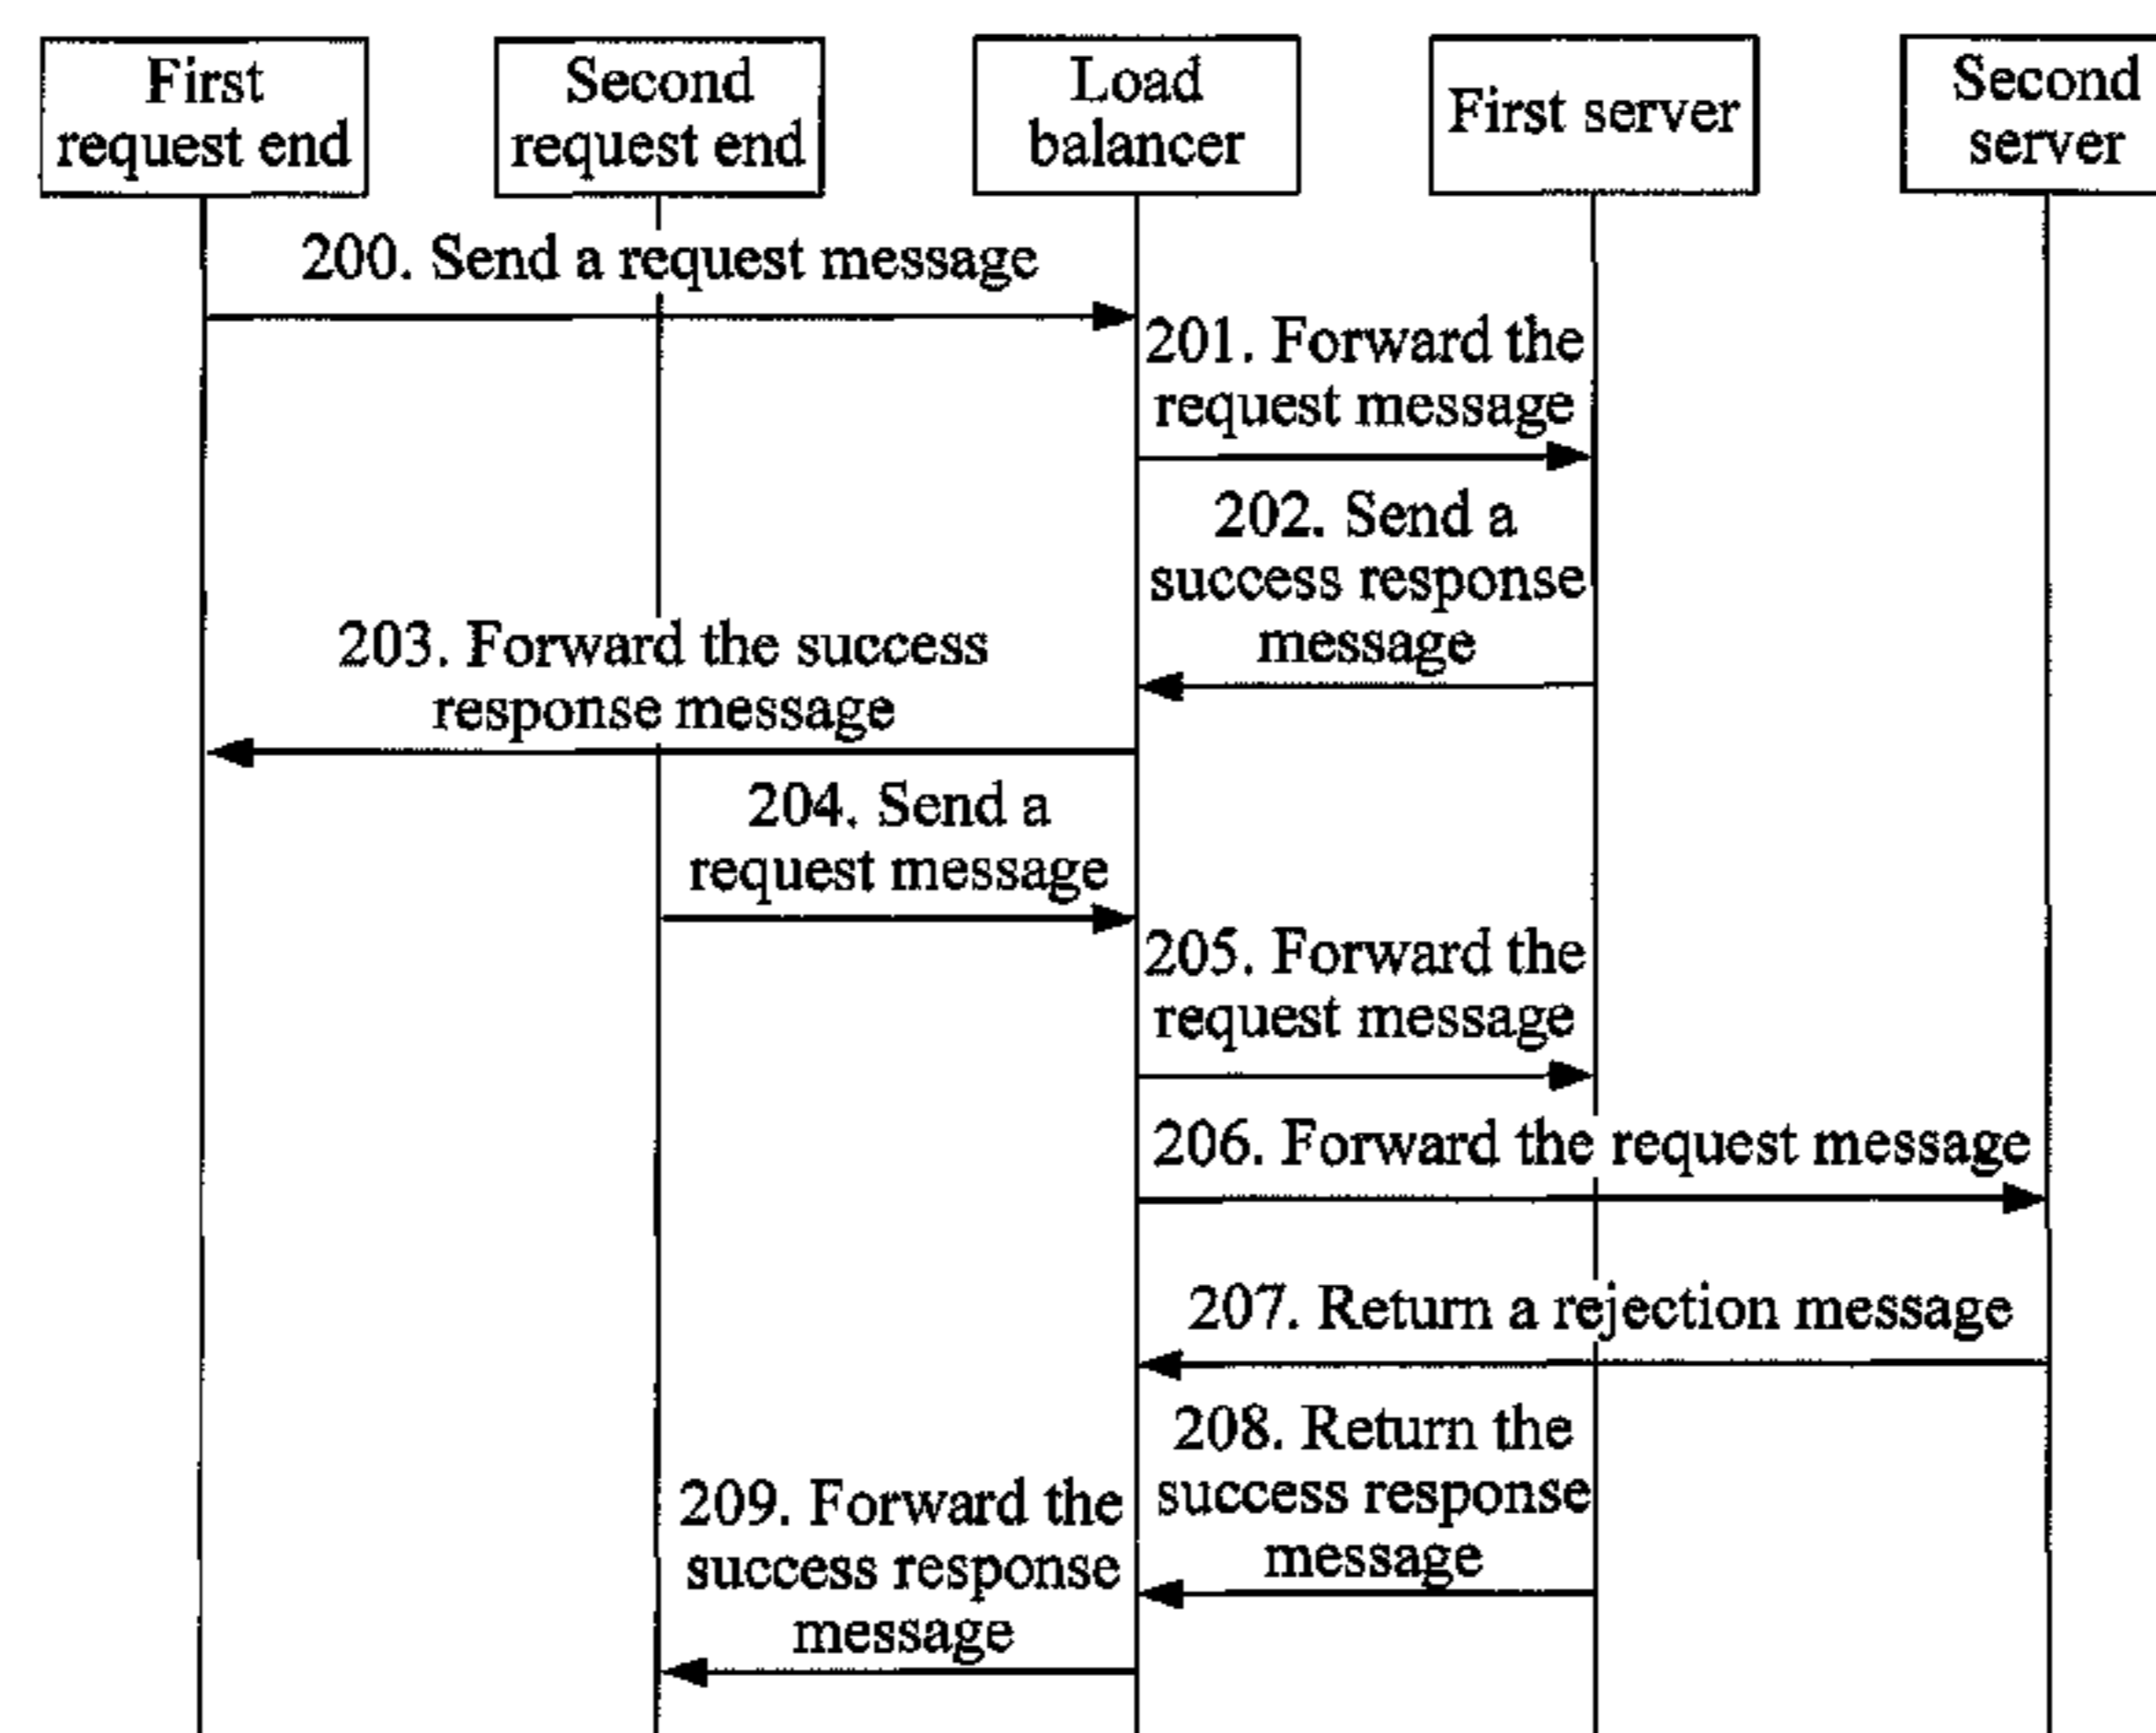 First
request end
Second
request end
Load
balancer
First server
Second
server
200. Send a request message
201. Forward the
request message
202. Send a
success response
message
203. Forward the success
response message
204. Send a
request message
205. Forward the
request message
206. Forward the request message
207. Return a rejection message
208. Return the
success response
message
209. Forward the
success response
message